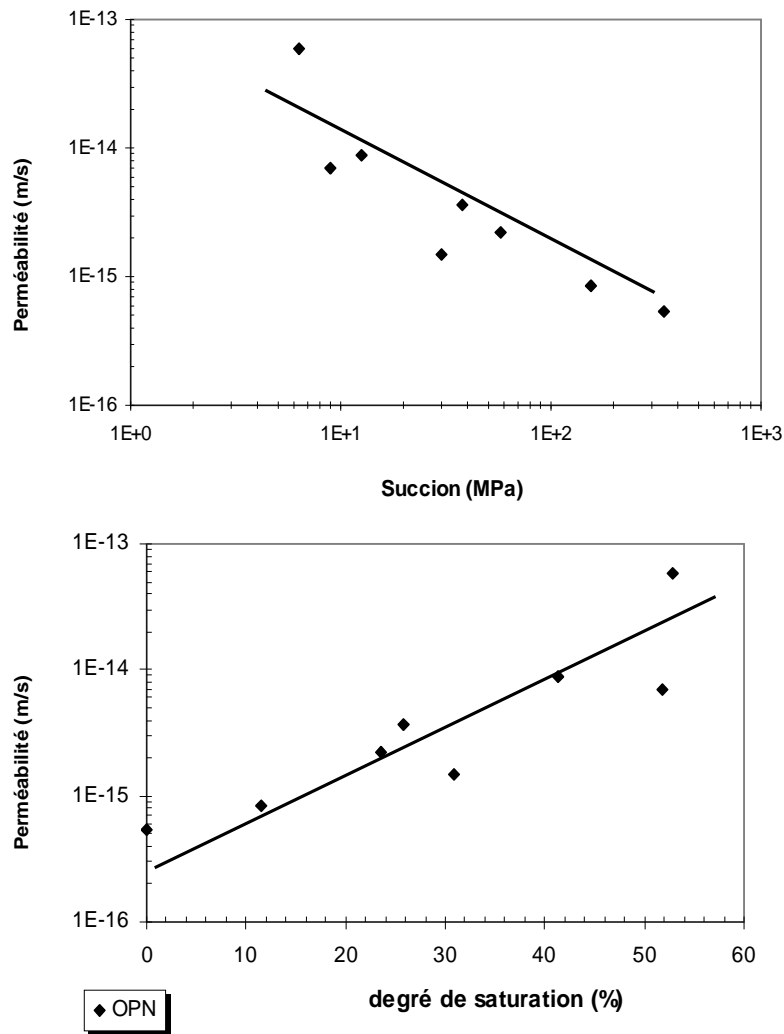 1E-13
1E-14
1E-15
1E-16
Perméabilité (m/s)
1E+0 1E+1 1E+2 1E+3
Succion (MPa)
1E-13
1E-14
1E-15
1E-16
Perméabilité (m/s)
0 10 20 30 40 50 60
degré de saturation (%)
OPN